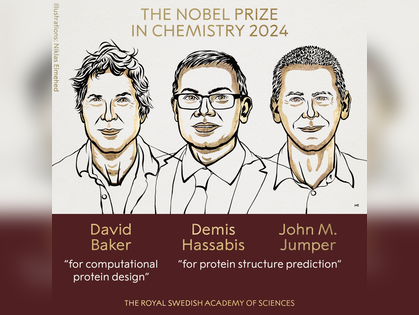 THE NOBEL PRIZE
IN CHEMISTRY 2024
Illustrations: Niklas Elmehed
David
Baker
Demis
Hassabis
John M.
Jumper
“for computational
protein design”
“for protein structure prediction”
THE ROYAL SWEDISH ACADEMY OF SCIENCES